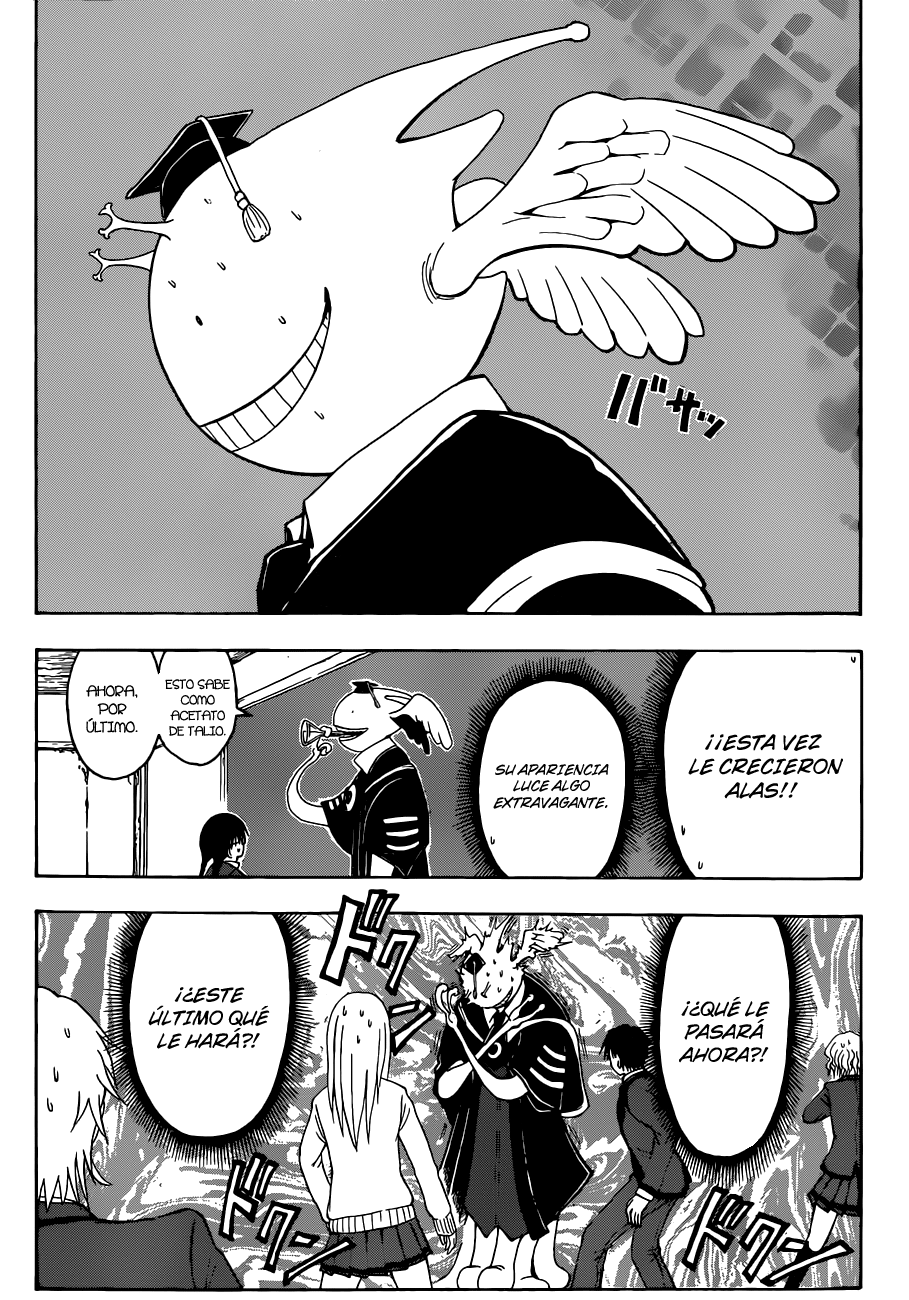 バサッ
¡¡ESTA VEZ
LE CRECIERON
ALAS!!
SU APARIENCIA
LUCE ALGO
EXTRAVAGANTE.
ESTO SABE
COMO
ACETATO
DE TALIO.
AHORA,
POR
ÚLTIMO.
¡¿QUÉ LE
PASARÁ
AHORA?!
ドクン
ドクン
¡¿ESTE
ÚLTIMO QUÉ
LE HARÁ?!
ドクン